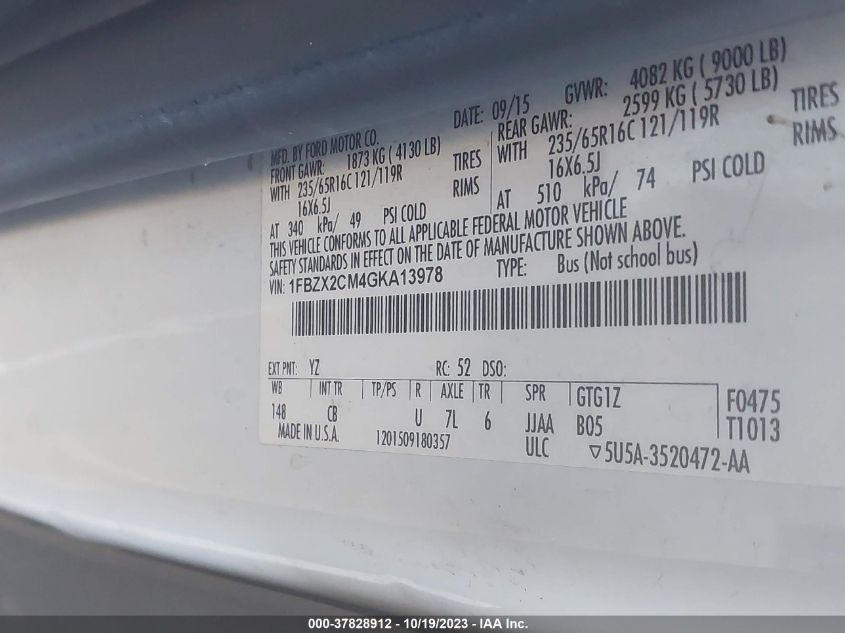 MFD. BY FORD MOTOR CO. DATE: 09/15 GVWR: 4082 KG ( 9000 LB)
FRONT GAWR: 1873 KG ( 4130 LB) REAR GAWR: 2599 KG ( 5730 LB)
WITH 235/65R16C 121/119R TIRES WITH 235/65R16C 121/119R TIRES
16X6.5J RIMS 16X6.5J RIMS
AT 340 kPa/ 49 PSI COLD AT 510 kPa/ 74 PSI COLD
THIS VEHICLE CONFORMS TO ALL APPLICABLE FEDERAL MOTOR VEHICLE
SAFETY STANDARDS IN EFFECT ON THE DATE OF MANUFACTURE SHOWN ABOVE.
VIN: 1FBZX2CM4GKA13978 TYPE: Bus (Not school bus)
EXT PNT: YZ RC: 52 DSO:
WB INT TR TP/PS R AXLE TR SPR GTG1Z F0475
148 CB U 7L 6 JJAA B05 T1013
MADE IN U.S.A. 1201509180357 ULC ▽5U5A-3520472-AA
000-37828912 - 10/19/2023 - IAA Inc.